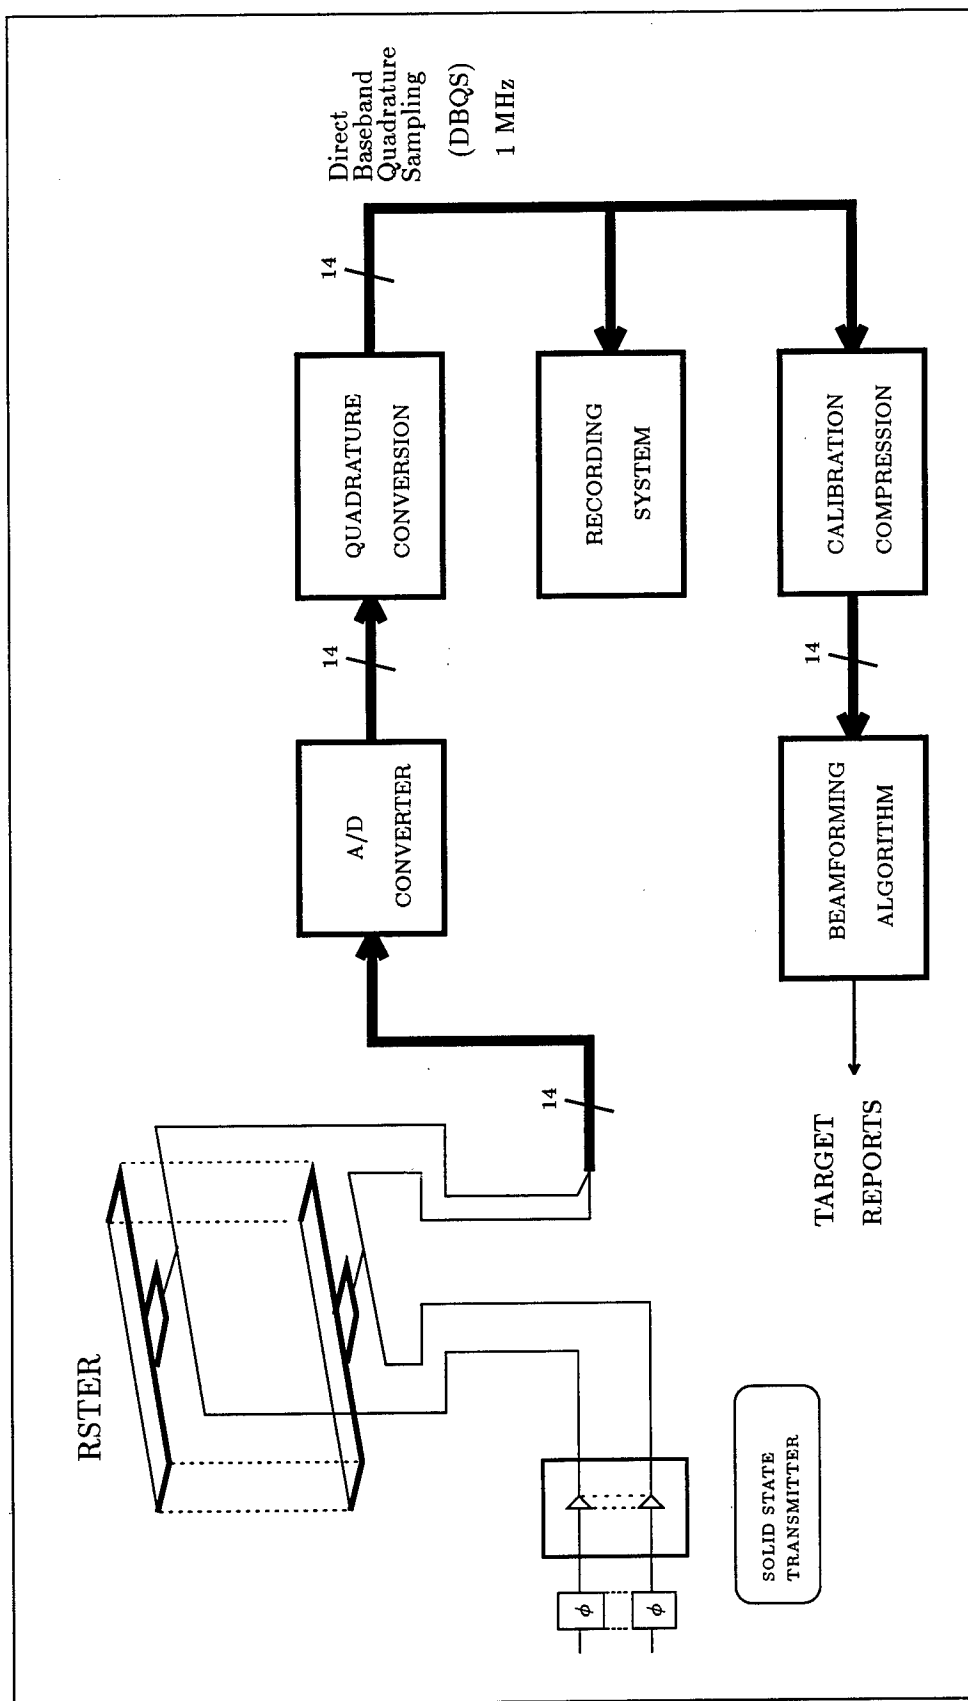 RSTER
14
A/D
CONVERTER
14
QUADRATURE
CONVERSION
14
Direct
Baseband
Quadrature
Sampling
(DBQS)
1 MHz
RECORDING
SYSTEM
CALIBRATION
COMPRESSION
14
BEAMFORMING
ALGORITHM
TARGET
REPORTS
ϕ
ϕ
SOLID STATE
TRANSMITTER